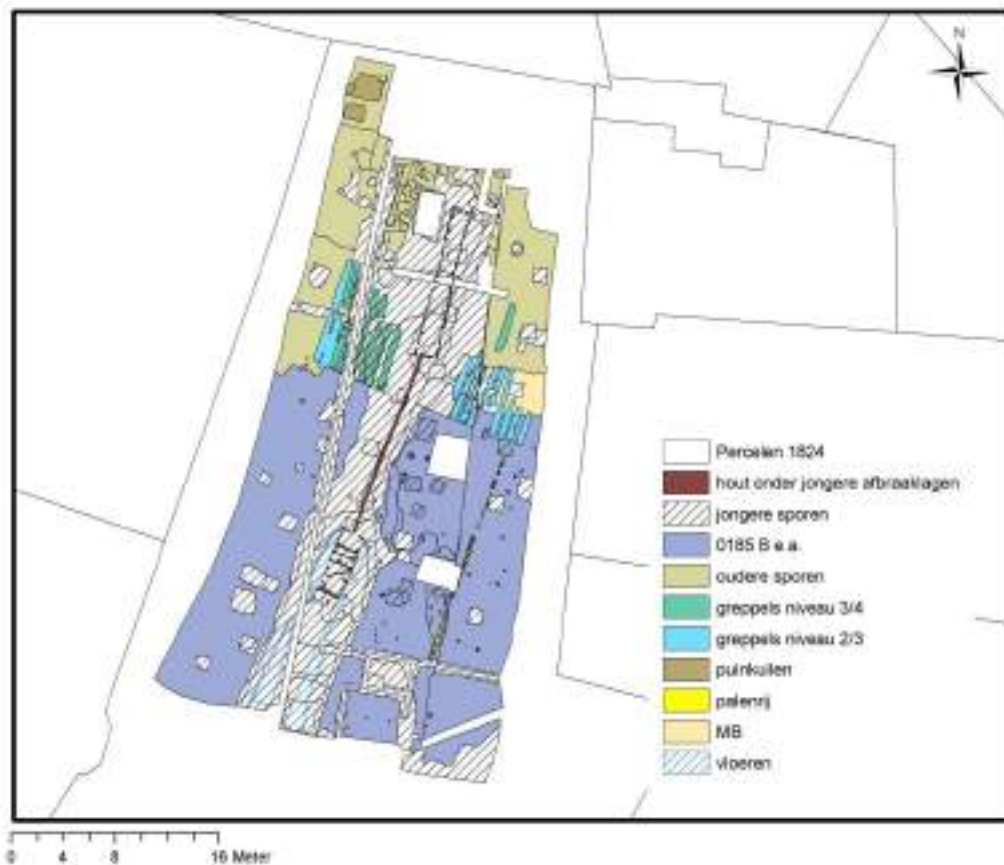 N
Percelen 1824
hout onder jongere afbraaklagen
jongere sporen
0185 B e.a.
oudere sporen
greppels niveau 3/4
greppels niveau 2/3
puinkuilen
palenrij
MB
vloeren
0 4 8 16 Meter